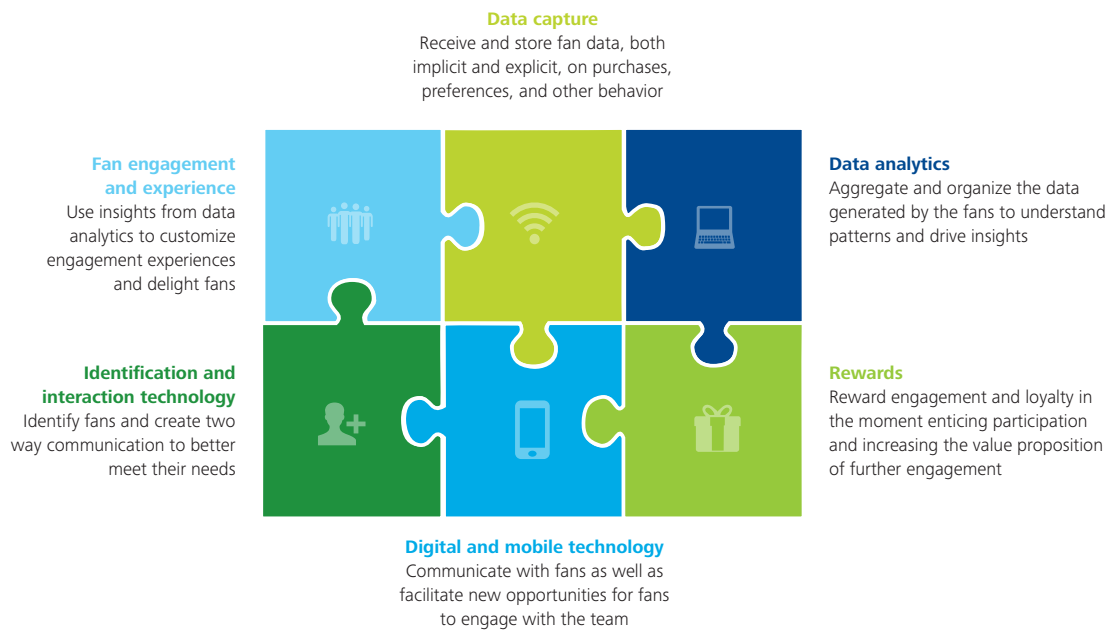 Data capture
Receive and store fan data, both
implicit and explicit, on purchases,
preferences, and other behavior
Fan engagement
and experience
Use insights from data
analytics to customize
engagement experiences
and delight fans
Data analytics
Aggregate and organize the data
generated by the fans to understand
patterns and drive insights
Identification and
interaction technology
Identify fans and create two
way communication to better
meet their needs
Rewards
Reward engagement and loyalty in
the moment enticing participation
and increasing the value proposition
of further engagement
Digital and mobile technology
Communicate with fans as well as
facilitate new opportunities for fans
to engage with the team